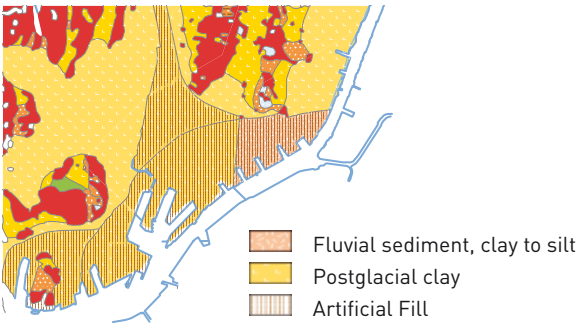 Fluvial sediment, clay to silt
Postglacial clay
Artificial Fill